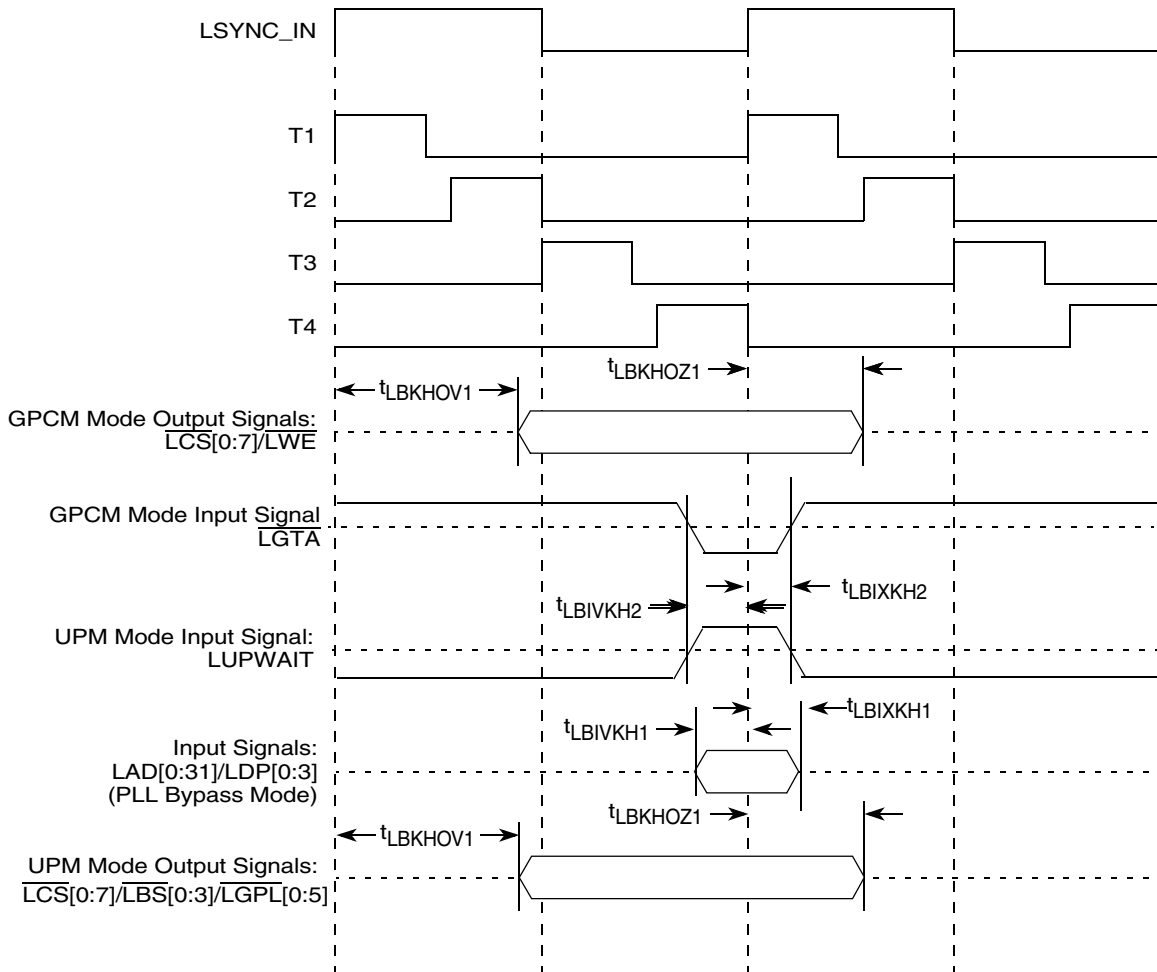 LSYNC_IN
T1
T2
T3
T4
tLBKHOZ1
tLBKHOV1
GPCM Mode Output Signals:
LCS[0:7]/LWE
GPCM Mode Input Signal
LGTA
tLBIXKH2
tLBIVKH2
UPM Mode Input Signal:
LUPWAIT
tLBIXKH1
tLBIVKH1
Input Signals:
LAD[0:31]/LDP[0:3]
(PLL Bypass Mode)
tLBKHOZ1
tLBKHOV1
UPM Mode Output Signals:
LCS[0:7]/LBS[0:3]/LGPL[0:5]